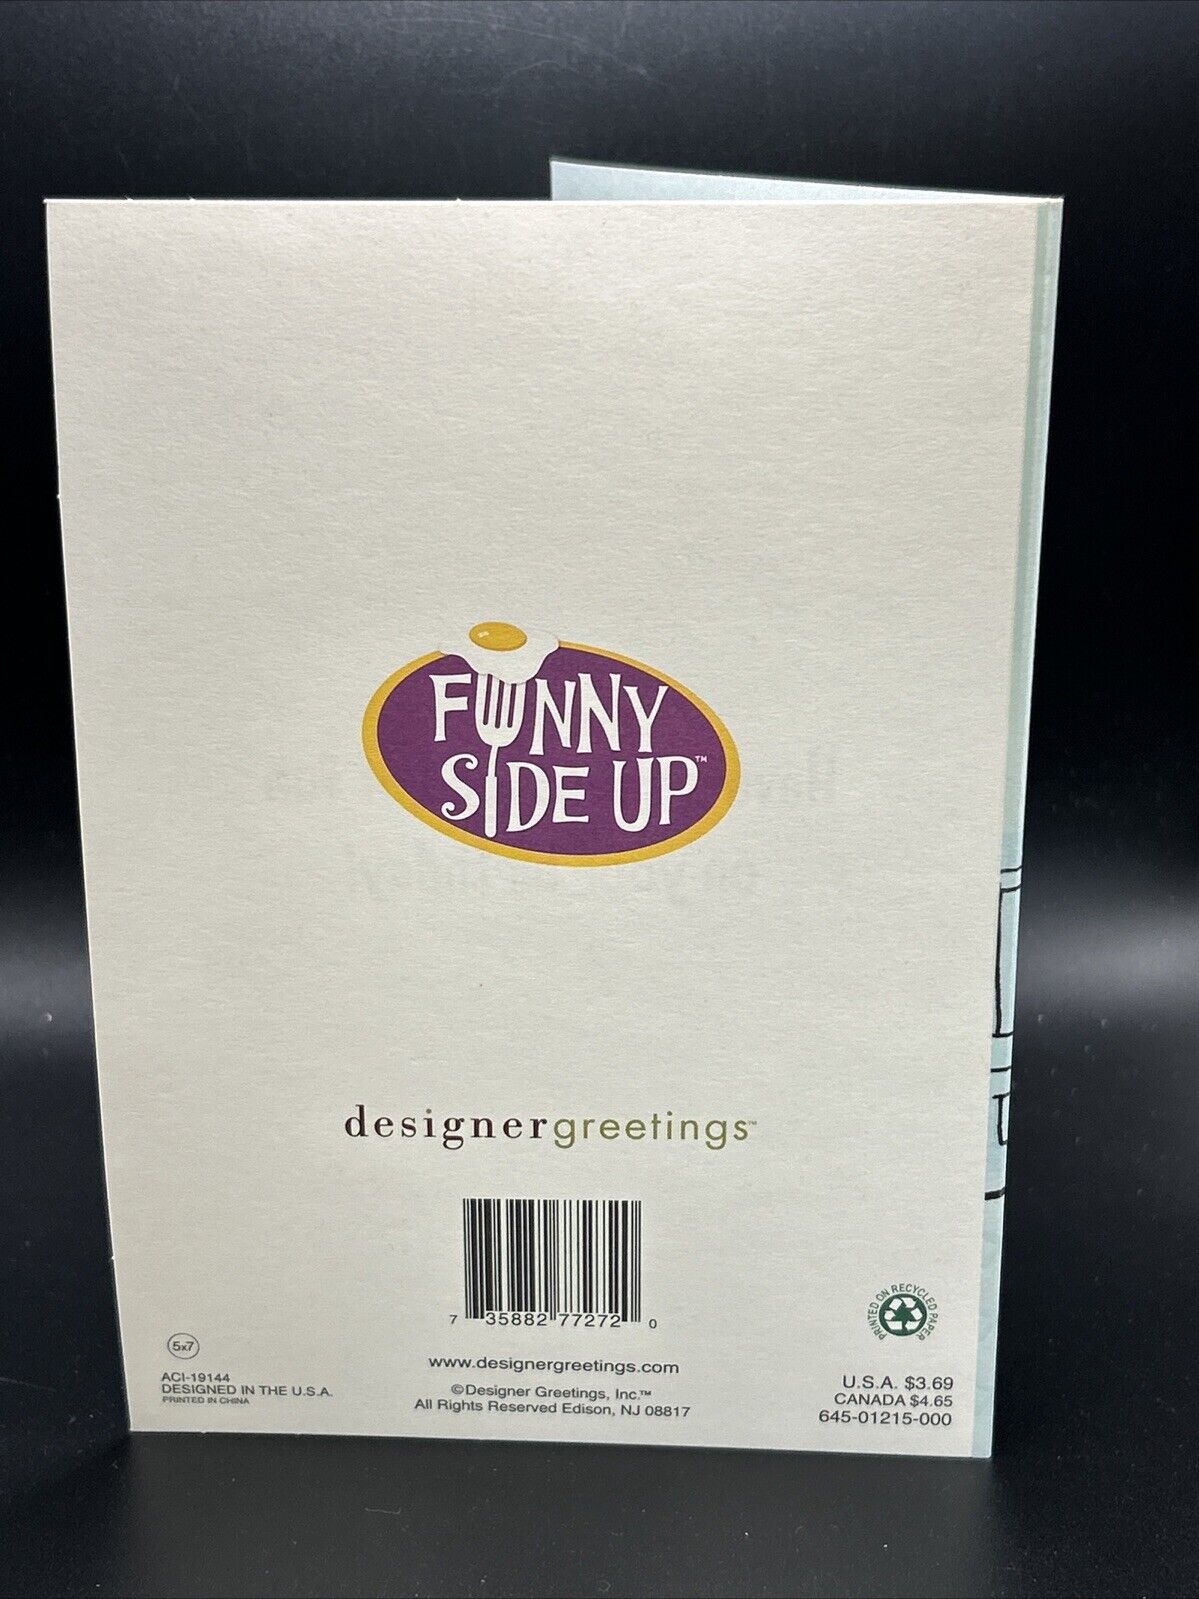 FUNNY
SIDE UP™
designergreetings™
7 35882 77272 0
PRINTED ON RECYCLED PAPER
5x7
ACI-19144
DESIGNED IN THE U.S.A.
PRINTED IN CHINA
www.designergreetings.com
©Designer Greetings, Inc.™
All Rights Reserved Edison, NJ 08817
U.S.A. $3.69
CANADA $4.65
645-01215-000